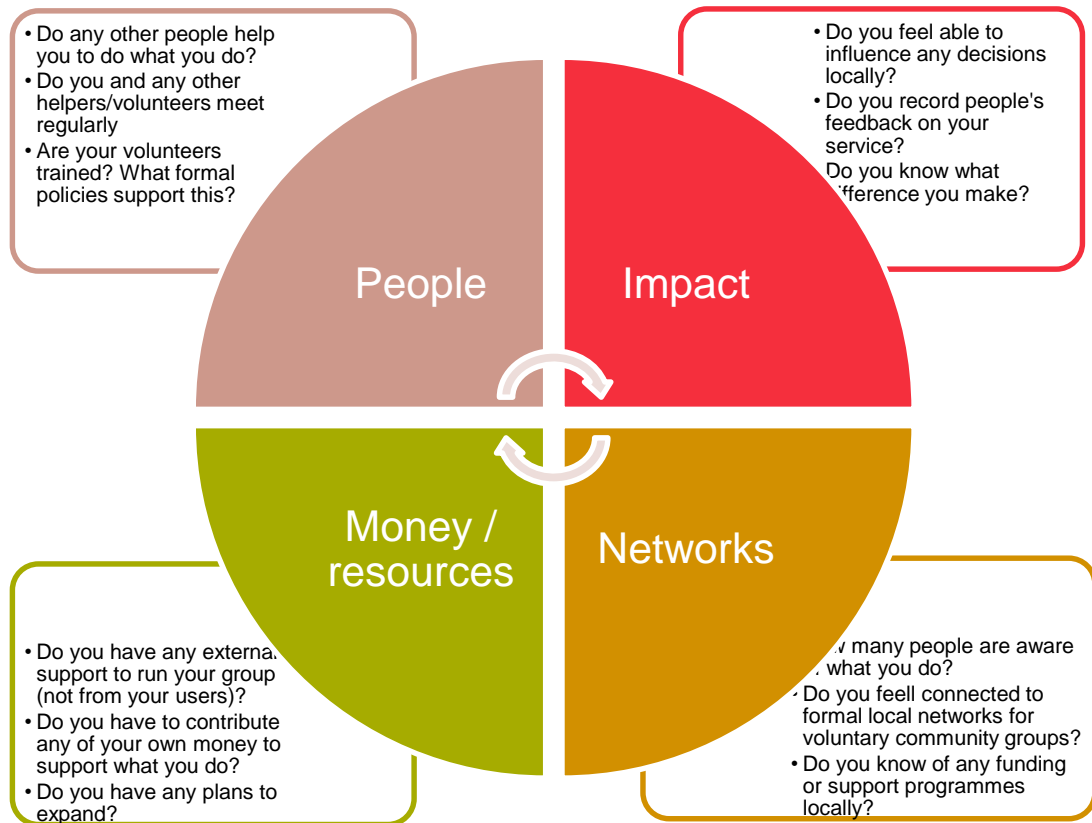 • Do any other people help
you to do what you do?
• Do you and any other
helpers/volunteers meet
regularly
• Are your volunteers
trained? What formal
policies support this?
• Do you feel able to
influence any decisions
locally?
• Do you record people's
feedback on your
service?
Do you know what
difference you make?
People
Impact
Money /
resources
Networks
• Do you have any external
support to run your group
(not from your users)?
• Do you have to contribute
any of your own money to
support what you do?
• Do you have any plans to
expand?
many people are aware
what you do?
• Do you feell connected to
formal local networks for
voluntary community groups?
• Do you know of any funding
or support programmes
locally?